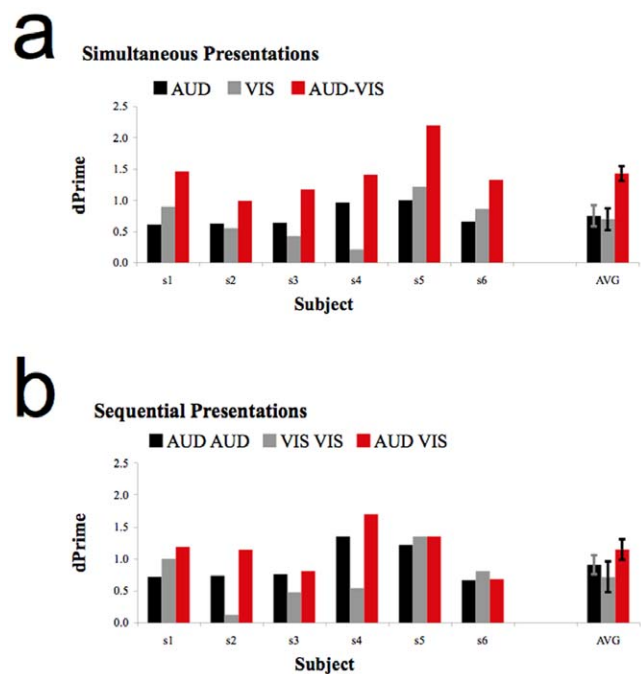 a
Simultaneous Presentations
AUD VIS AUD-VIS
2.5
2.0
1.5
1.0
0.5
0.0
dPrime
s1 s2 s3 s4 s5 s6 AVG
Subject
b
Sequential Presentations
AUD AUD VIS VIS AUD VIS
2.5
2.0
1.5
1.0
0.5
0.0
dPrime
s1 s2 s3 s4 s5 s6 AVG
Subject